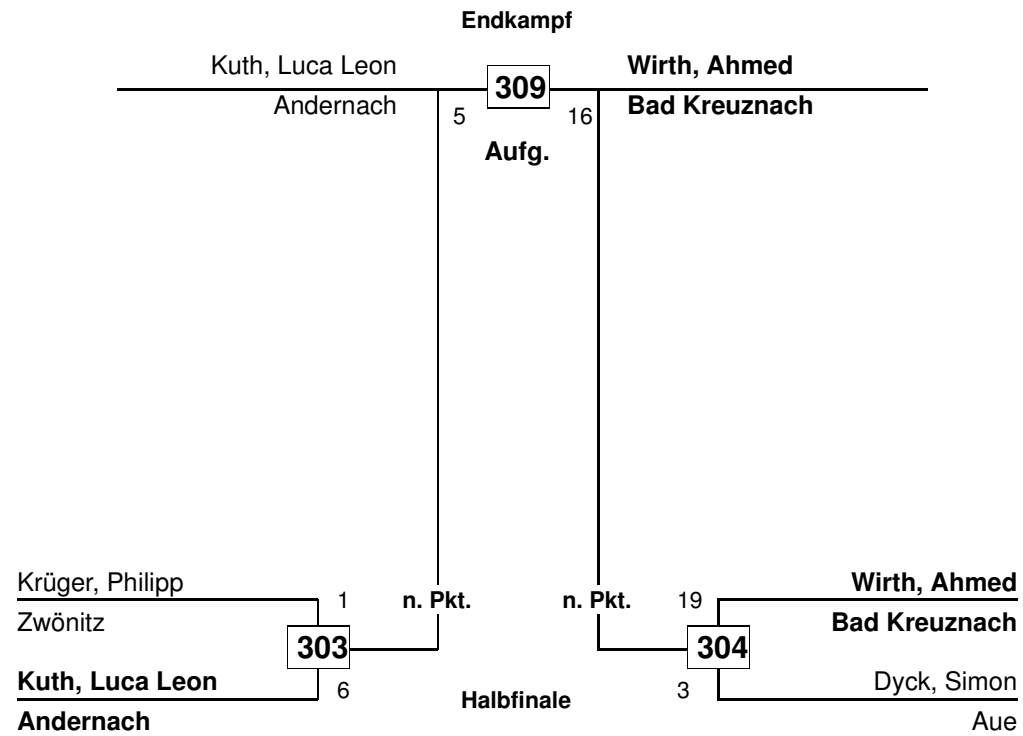 Endkampf
Kuth, Luca Leon
Andernach
5
309
16
Wirth, Ahmed
Bad Kreuznach
Aufg.
Krüger, Philipp
Zwönitz
1
n. Pkt.
303
Kuth, Luca Leon
Andernach
6
Halbfinale
n. Pkt.
19
Wirth, Ahmed
Bad Kreuznach
304
3
Dyck, Simon
Aue